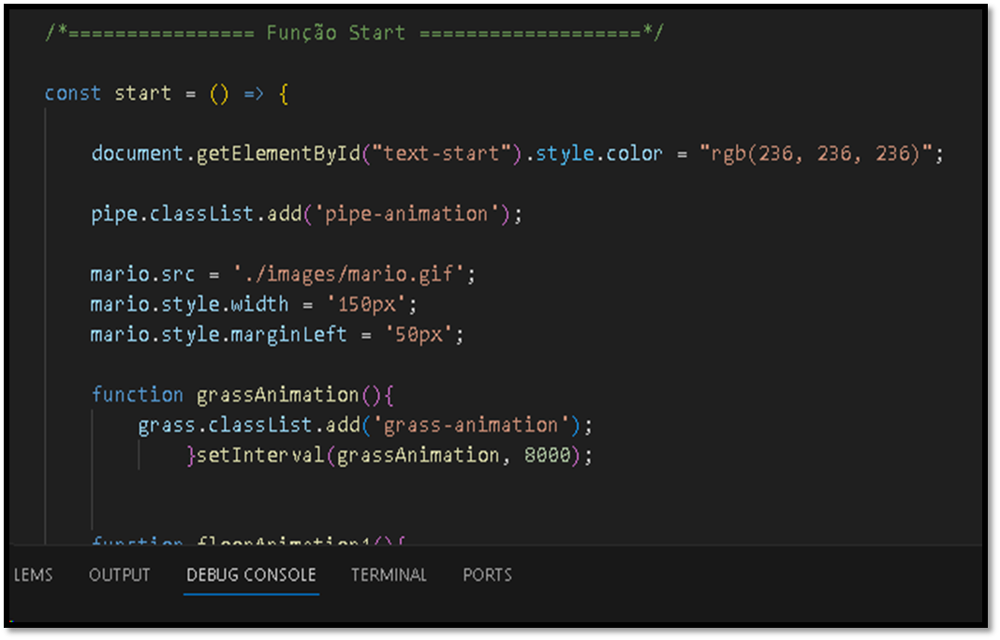 /*================ Função Start ===================*/
const start = () => {
document.getElementById("text-start").style.color = "rgb(236, 236, 236)";
pipe.classList.add('pipe-animation');
mario.src = './images/mario.gif';
mario.style.width = '150px';
mario.style.marginLeft = '50px';
function grassAnimation(){
grass.classList.add('grass-animation');
}setInterval(grassAnimation, 8000);
function floorAnimation1(){
LEMS OUTPUT DEBUG CONSOLE TERMINAL PORTS